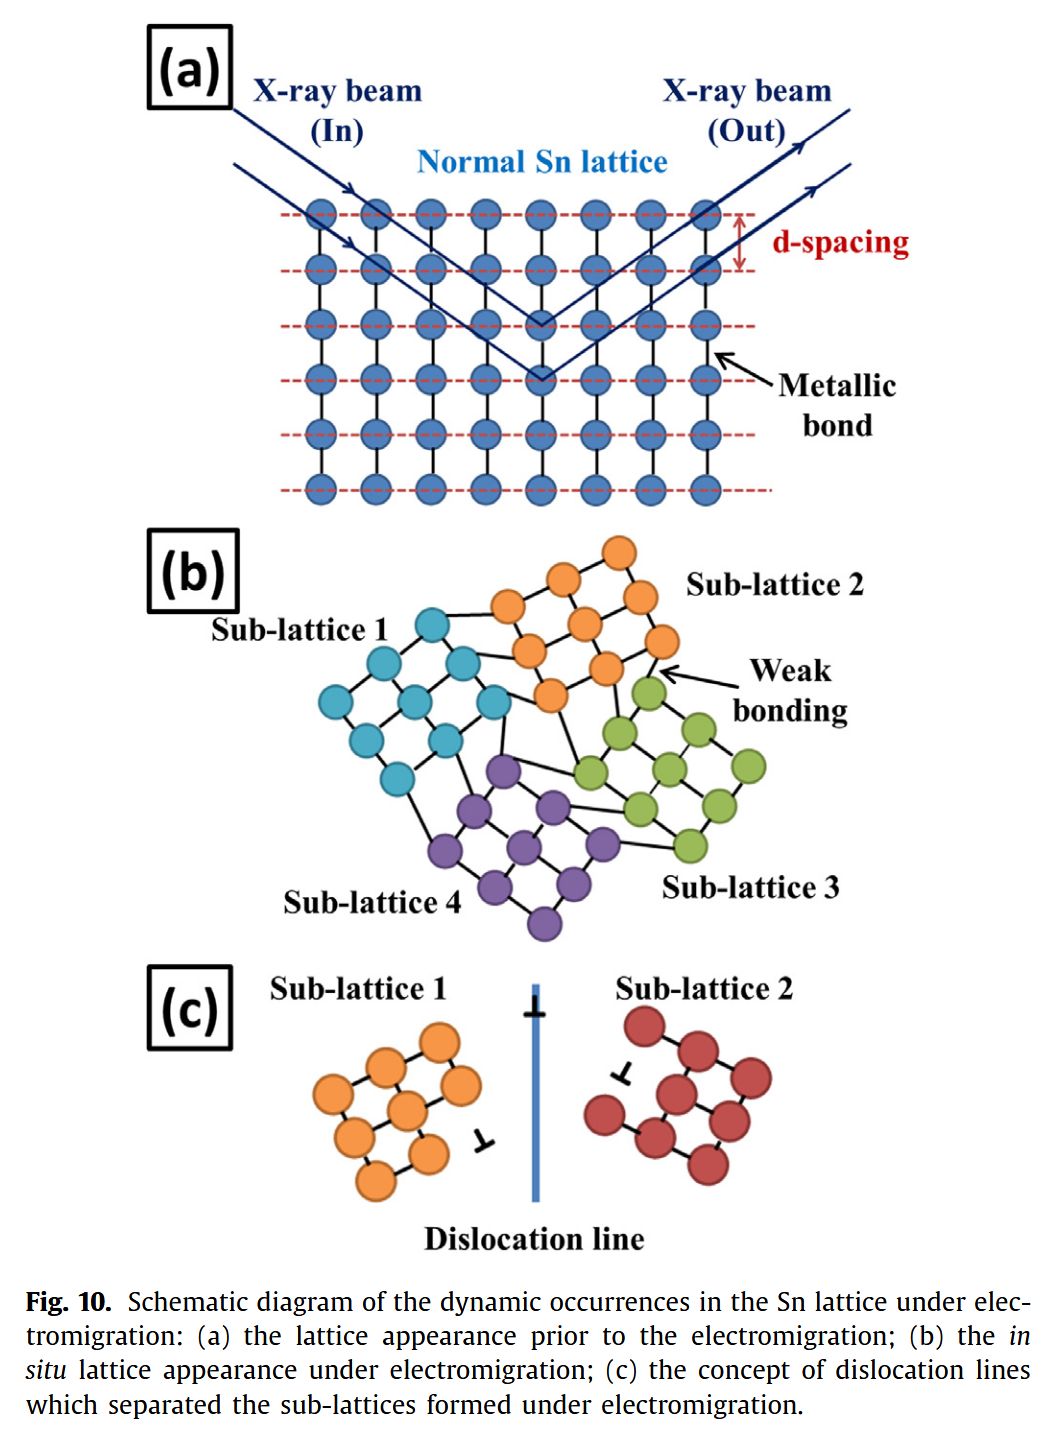 (a)
X-ray beam
(In)
X-ray beam
(Out)
Normal Sn lattice
d-spacing
Metallic
bond
(b)
Sub-lattice 2
Sub-lattice 1
Weak
bonding
Sub-lattice 3
Sub-lattice 4
(c)
Sub-lattice 1
Sub-lattice 2
Dislocation line
Fig. 10. Schematic diagram of the dynamic occurrences in the Sn lattice under elec-
tromigration: (a) the lattice appearance prior to the electromigration; (b) the in
situ lattice appearance under electromigration; (c) the concept of dislocation lines
which separated the sub-lattices formed under electromigration.